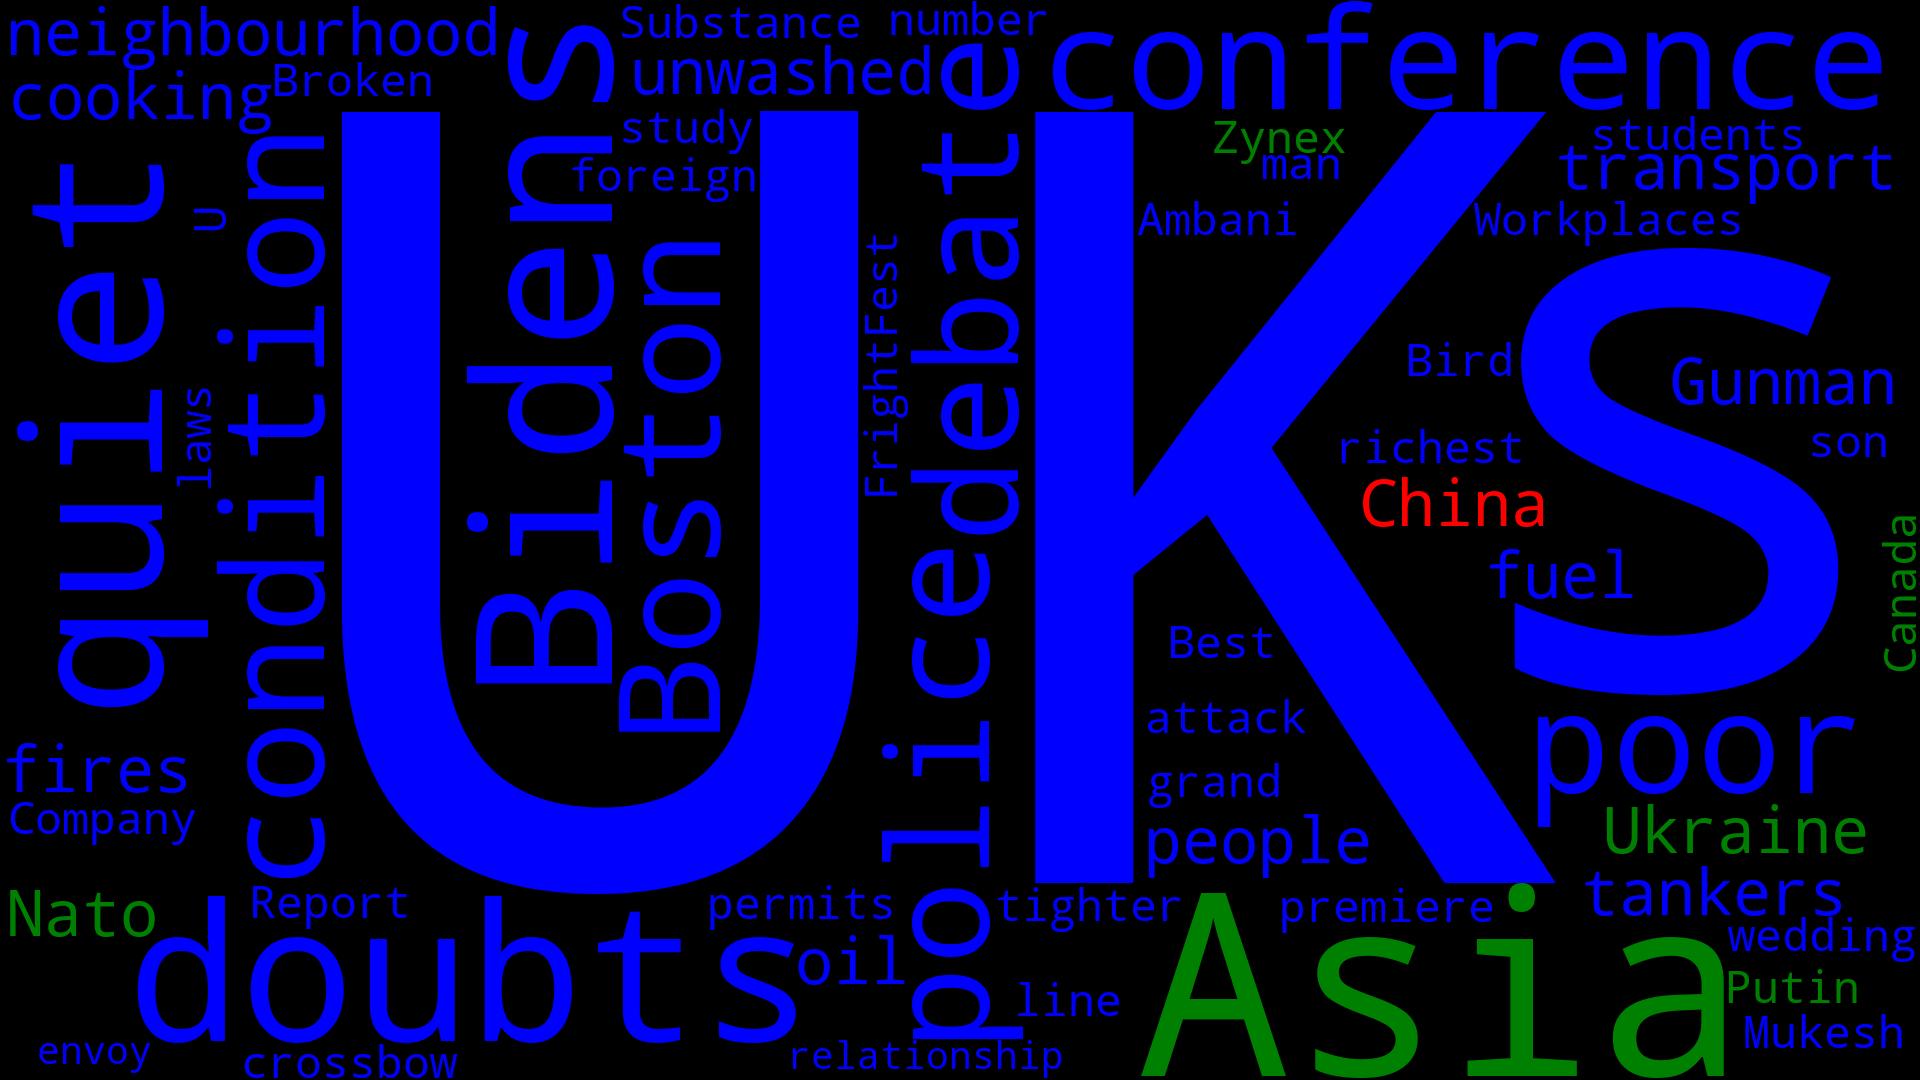 neighbourhood
Substance
number
conference
cooking
Broken
unwashed
study
foreign
Zynex
man
students
transport
Ambani
Workplaces
quiet
U
laws
condition
UKs
Bidens
Boston
FrightFest
debate
police
Bird
Gunman
richest
son
China
fuel
Canada
Best
attack
grand
people
poor
fires
Company
Ukraine
Nato
Report
permits
tighter
premiere
tankers
doubts
oil
Asia
wedding
line
Putin
Mukesh
envoy
crossbow
relationship